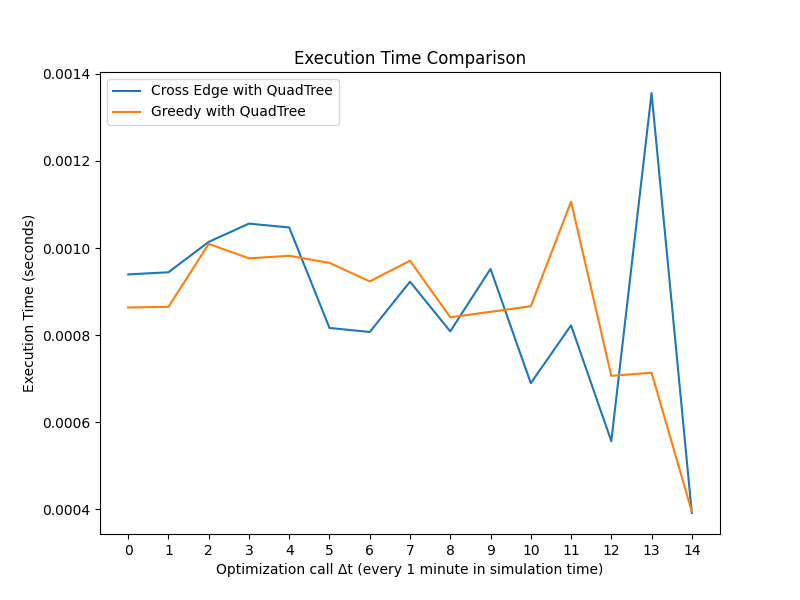 Execution Time Comparison
Cross Edge with QuadTree
Greedy with QuadTree
Execution Time (seconds)
0.0014
0.0012
0.0010
0.0008
0.0006
0.0004
0 1 2 3 4 5 6 7 8 9 10 11 12 13 14
Optimization call Δt (every 1 minute in simulation time)